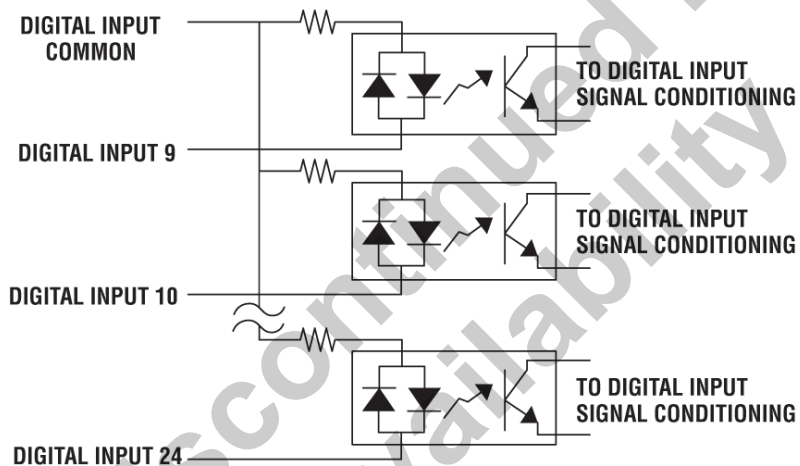 DIGITAL INPUT
COMMON
TO DIGITAL INPUT
SIGNAL CONDITIONING
DIGITAL INPUT 9
TO DIGITAL INPUT
SIGNAL CONDITIONING
DIGITAL INPUT 10
TO DIGITAL INPUT
SIGNAL CONDITIONING
DIGITAL INPUT 24